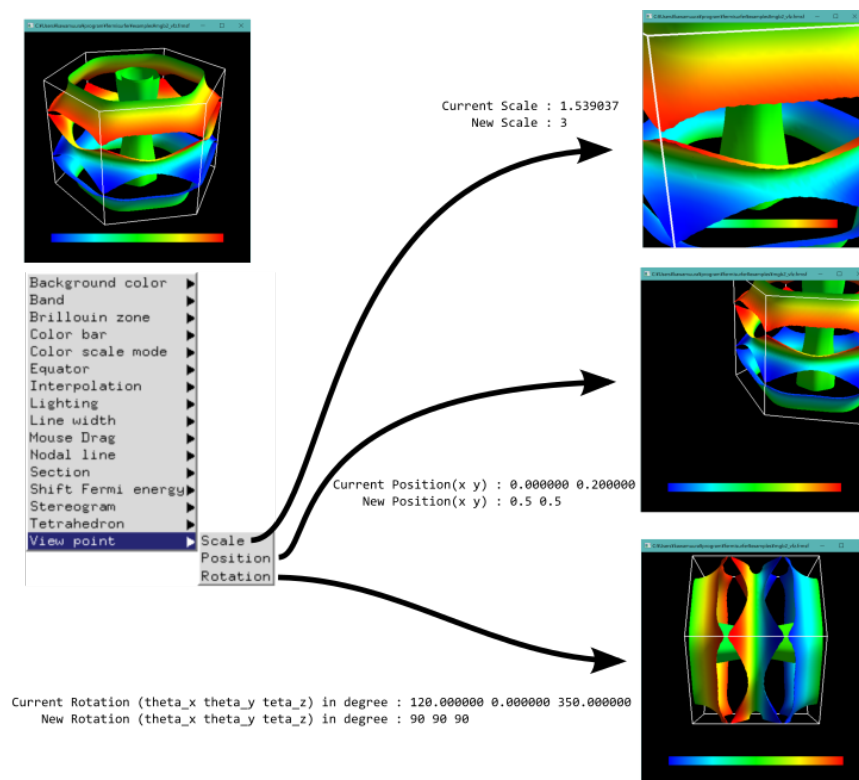 Current Scale : 1.539037
New Scale : 3
Background color
Band
Brillouin zone
Color bar
Color scale mode
Equator
Interpolation
Lighting
Line width
Mouse Drag
Nodal line
Section
Shift Fermi energy
Stereogram
Tetrahedron
View point
Scale
Position
Rotation
Current Position(x y) : 0.000000 0.200000
New Position(x y) : 0.5 0.5
Current Rotation (theta_x theta_y teta_z) in degree : 120.000000 0.000000 350.000000
New Rotation (theta_x theta_y teta_z) in degree : 90 90 90